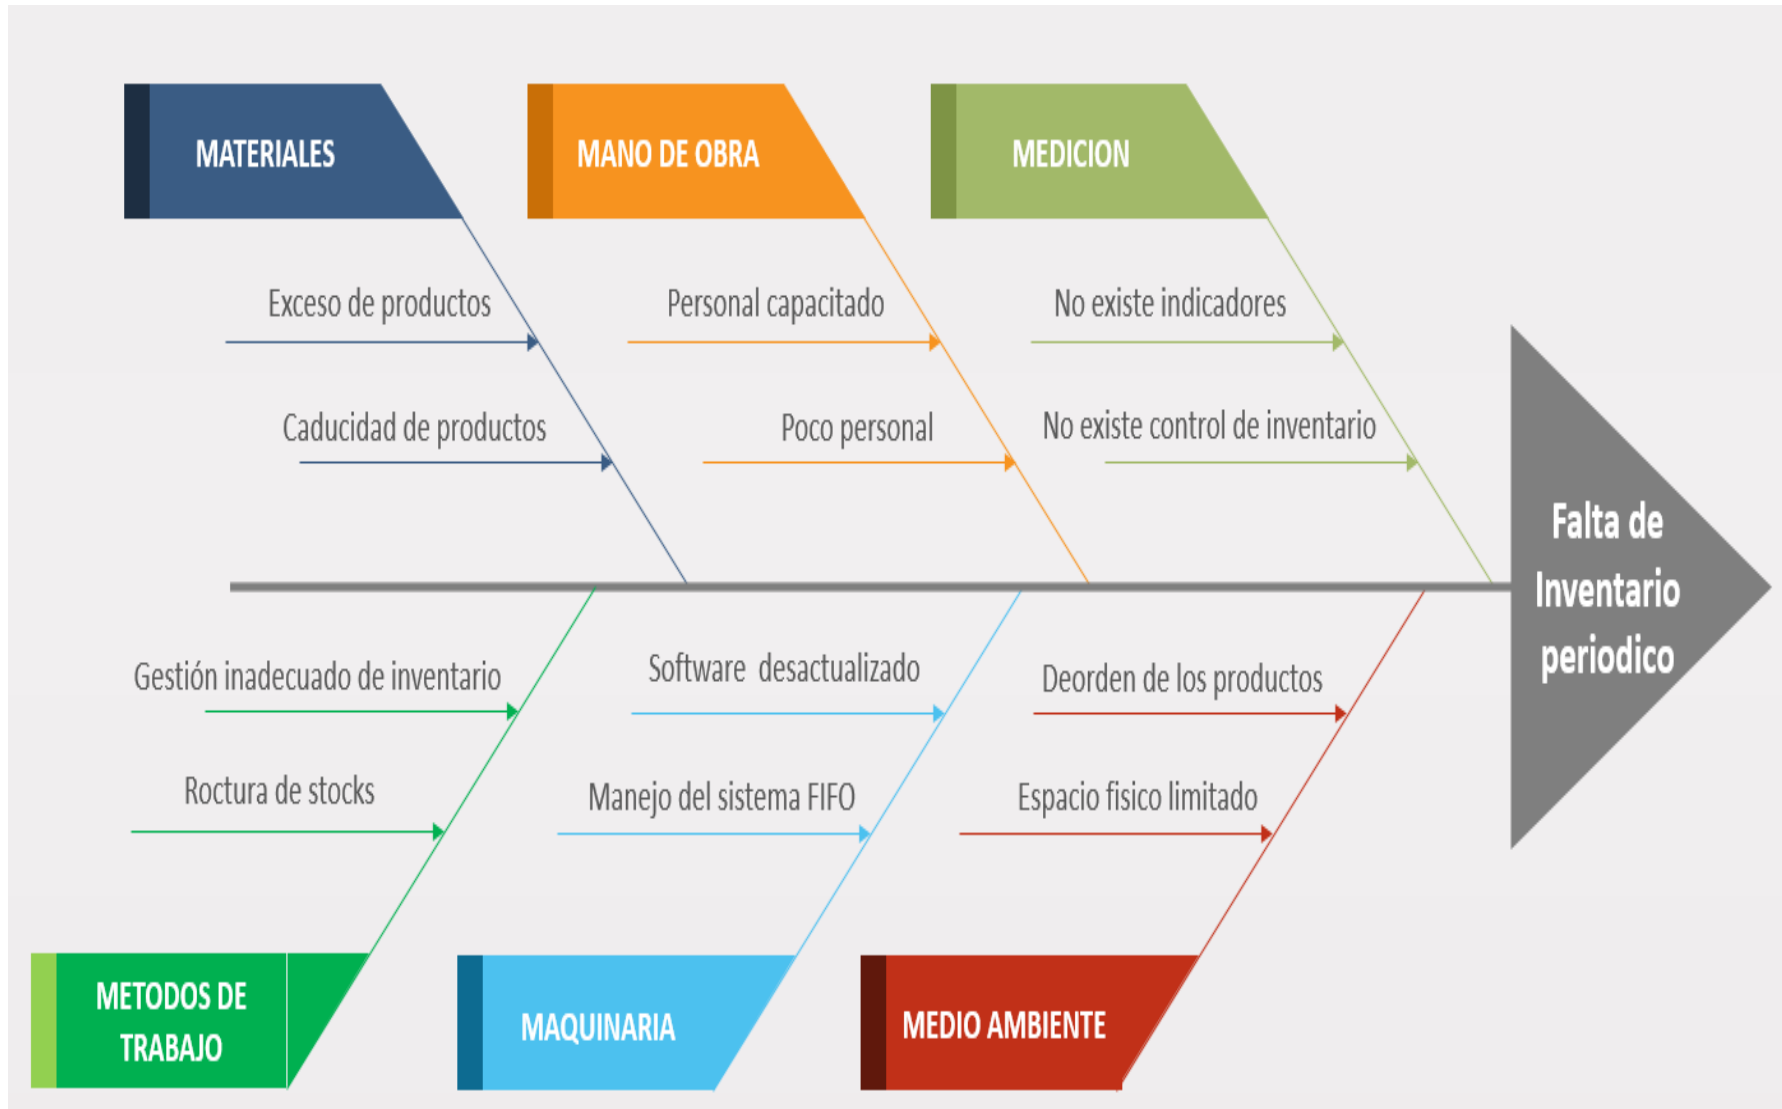 MATERIALES
MANO DE OBRA
MEDICION
Exceso de productos
Personal capacitado
No existe indicadores
Caducidad de productos
Poco personal
No existe control de inventario
Falta de
Inventario
periodico
Gestión inadecuado de inventario
Software  desactualizado
Deorden de los productos
Roctura de stocks
Manejo del sistema FIFO
Espacio fisico limitado
METODOS DE
TRABAJO
MAQUINARIA
MEDIO AMBIENTE